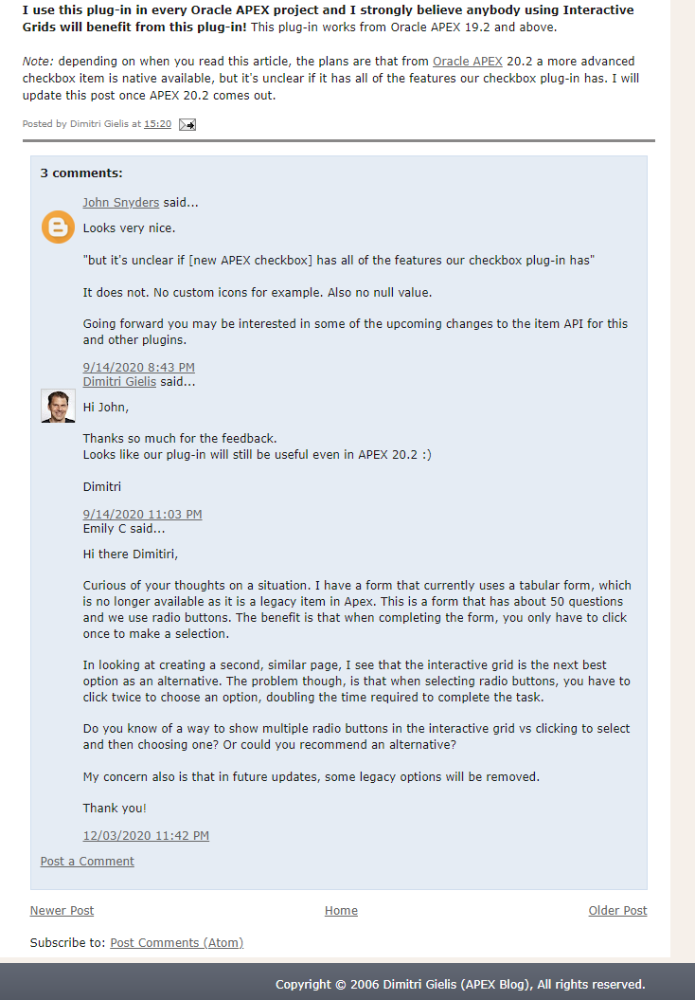 I use this plug-in in every Oracle APEX project and I strongly believe anybody using Interactive
Grids will benefit from this plug-in! This plug-in works from Oracle APEX 19.2 and above.
Note: depending on when you read this article, the plans are that from Oracle APEX 20.2 a more advanced
checkbox item is native available, but it's unclear if it has all of the features our checkbox plug-in has. I will
update this post once APEX 20.2 comes out.
Posted by Dimitri Gielis at 15:20
3 comments:
John Snyders said...
Looks very nice.
"but it's unclear if [new APEX checkbox] has all of the features our checkbox plug-in has"
It does not. No custom icons for example. Also no null value.
Going forward you may be interested in some of the upcoming changes to the item API for this
and other plugins.
9/14/2020 8:43 PM
Dimitri Gielis said...
Hi John,
Thanks so much for the feedback.
Looks like our plug-in will still be useful even in APEX 20.2 :)
Dimitri
9/14/2020 11:03 PM
Emily C said...
Hi there Dimitiri,
Curious of your thoughts on a situation. I have a form that currently uses a tabular form, which
is no longer available as it is a legacy item in Apex. This is a form that has about 50 questions
and we use radio buttons. The benefit is that when completing the form, you only have to click
once to make a selection.
In looking at creating a second, similar page, I see that the interactive grid is the next best
option as an alternative. The problem though, is that when selecting radio buttons, you have to
click twice to choose an option, doubling the time required to complete the task.
Do you know of a way to show multiple radio buttons in the interactive grid vs clicking to select
and then choosing one? Or could you recommend an alternative?
My concern also is that in future updates, some legacy options will be removed.
Thank you!
12/03/2020 11:42 PM
Post a Comment
Newer Post Home Older Post
Subscribe to: Post Comments (Atom)
Copyright © 2006 Dimitri Gielis (APEX Blog), All rights reserved.